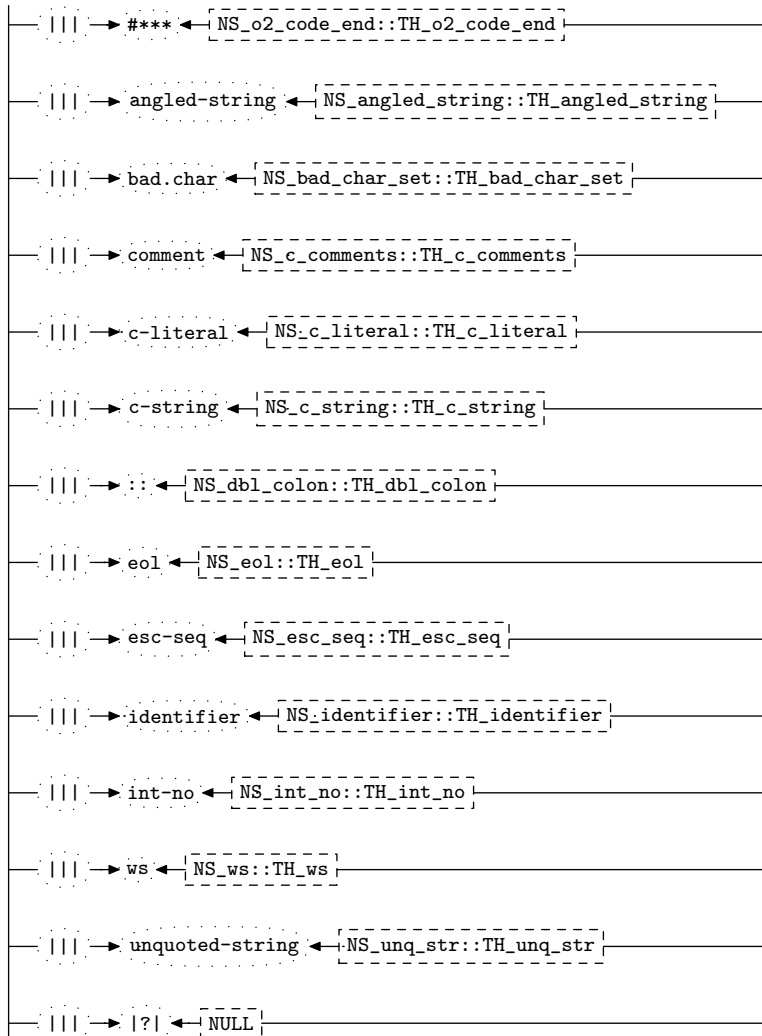 ||| #*** NS_o2_code_end::TH_o2_code_end
||| angled-string NS_angled_string::TH_angled_string
||| bad.char NS_bad_char_set::TH_bad_char_set
||| comment NS_c_comments::TH_c_comments
||| c-literal NS_c_literal::TH_c_literal
||| c-string NS_c_string::TH_c_string
||| :: NS_dbl_colon::TH_dbl_colon
||| eol NS_eol::TH_eol
||| esc-seq NS_esc_seq::TH_esc_seq
||| identifier NS_identifier::TH_identifier
||| int-no NS_int_no::TH_int_no
||| ws NS_ws::TH_ws
||| unquoted-string NS_unq_str::TH_unq_str
||| |?| NULL